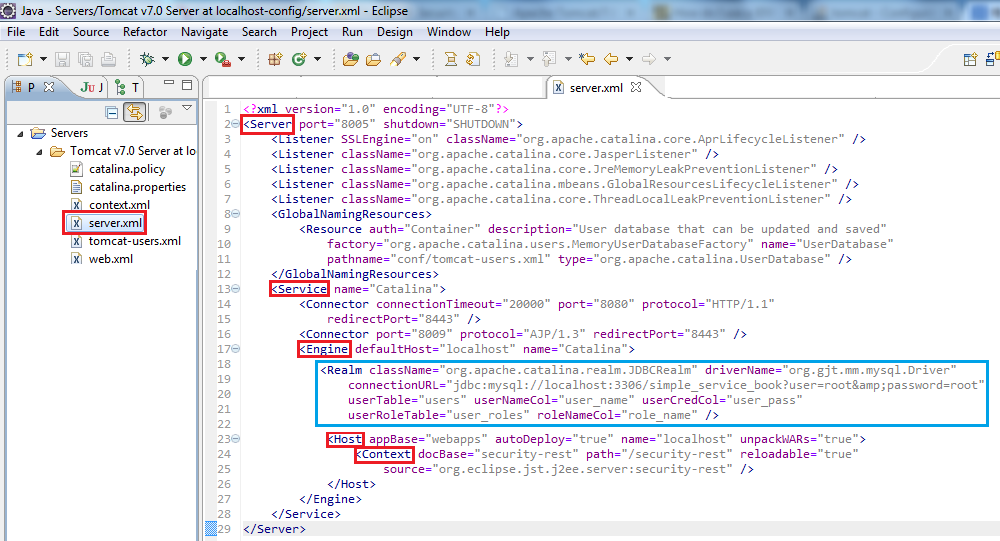 Java - Servers/Tomcat v7.0 Server at localhost-config/server.xml - Eclipse
File Edit Source Refactor Navigate Search Project Run Design Window Help
P Ju J T
server.xml
Servers
Tomcat v7.0 Server at lo
catalina.policy
catalina.properties
context.xml
server.xml
tomcat-users.xml
web.xml
1 <?xml version="1.0" encoding="UTF-8"?>
2 <Server port="8005" shutdown="SHUTDOWN">
3 <Listener SSLEngine="on" className="org.apache.catalina.core.AprLifecycleListener" />
4 <Listener className="org.apache.catalina.core.JasperListener" />
5 <Listener className="org.apache.catalina.core.JreMemoryLeakPreventionListener" />
6 <Listener className="org.apache.catalina.mbeans.GlobalResourcesLifecycleListener" />
7 <Listener className="org.apache.catalina.core.ThreadLocalLeakPreventionListener" />
8 <GlobalNamingResources>
9 <Resource auth="Container" description="User database that can be updated and saved"
10 factory="org.apache.catalina.users.MemoryUserDatabaseFactory" name="UserDatabase"
11 pathname="conf/tomcat-users.xml" type="org.apache.catalina.UserDatabase" />
12 </GlobalNamingResources>
13 <Service name="Catalina">
14 <Connector connectionTimeout="20000" port="8080" protocol="HTTP/1.1"
15 redirectPort="8443" />
16 <Connector port="8009" protocol="AJP/1.3" redirectPort="8443" />
17 <Engine defaultHost="localhost" name="Catalina">
18 <Realm className="org.apache.catalina.realm.JDBCRealm" driverName="org.gjt.mm.mysql.Driver"
19 connectionURL="jdbc:mysql://localhost:3306/simple_service_book?user=root&amp;password=root"
20 userTable="users" userNameCol="user_name" userCredCol="user_pass"
21 userRoleTable="user_roles" roleNameCol="role_name" />
22
23 <Host appBase="webapps" autoDeploy="true" name="localhost" unpackWARs="true">
24 <Context docBase="security-rest" path="/security-rest" reloadable="true"
25 source="org.eclipse.jst.j2ee.server:security-rest" />
26 </Host>
27 </Engine>
28 </Service>
29 </Server>